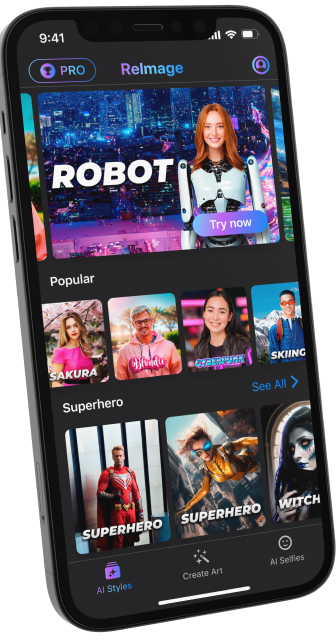 9:41
PRO
ReImage
ROBOT
Try now
Popular
SAKURA
Blondie
CYBERPUNK
SKIING
See All
Superhero
SUPERHERO
SUPERHERO
WITCH
AI Styles
Create Art
AI Selfies